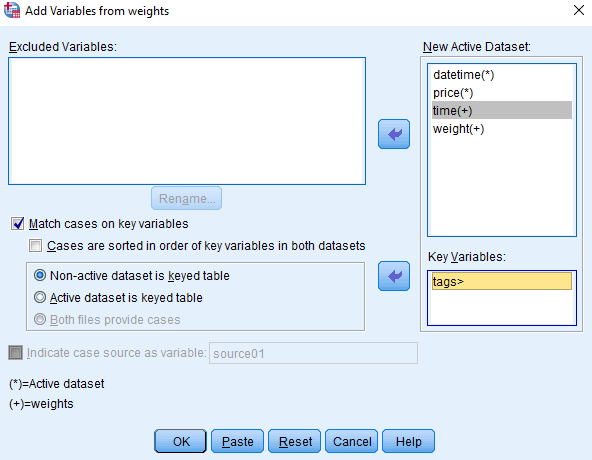 Add Variables from weights
Excluded Variables:
New Active Dataset:
datetime(*)
price(*)
time(+)
weight(+)
Rename...
Match cases on key variables
Cases are sorted in order of key variables in both datasets
Non-active dataset is keyed table
Active dataset is keyed table
Both files provide cases
Key Variables:
tags>
Indicate case source as variable: source01
(*)=Active dataset
(+)=weights
OK Paste Reset Cancel Help